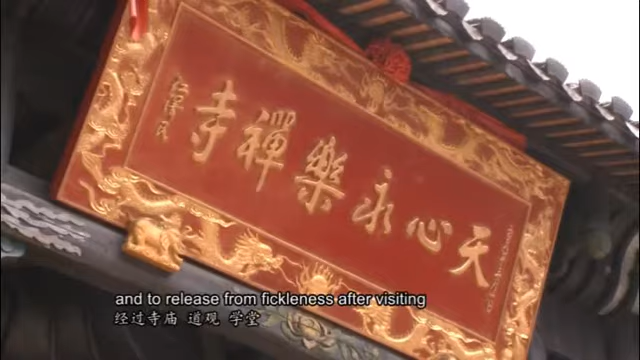 天心永樂禪寺
and to release from fickleness after visiting
经过寺庙 道观 学堂